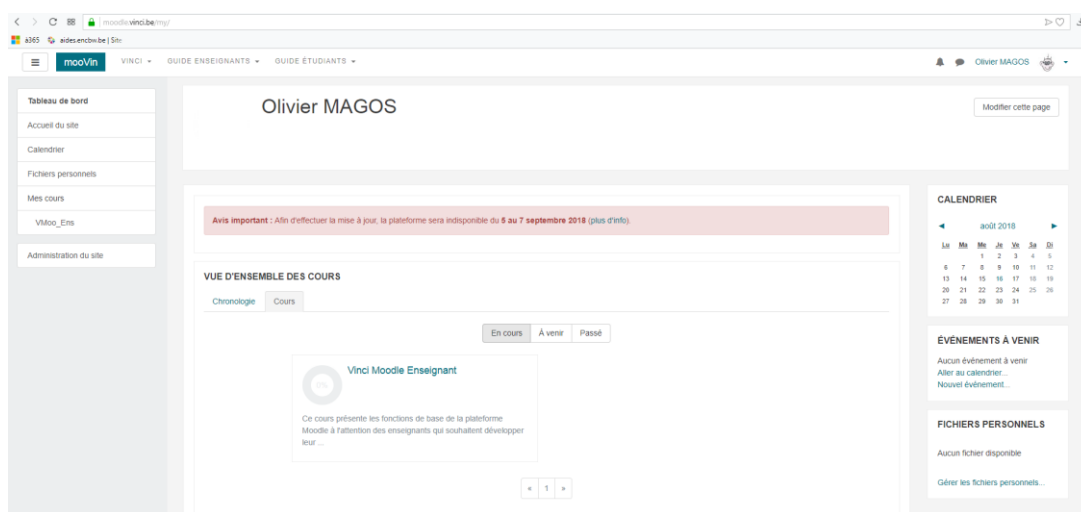 moodle.vinci.be/my/
a365 aides.encbw.be | Site
mooVin VINCI GUIDE ENSEIGNANTS GUIDE ÉTUDIANTS Olivier MAGOS
Tableau de bord
Accueil du site
Calendrier
Fichiers personnels
Mes cours
VMoo_Ens
Administration du site
Olivier MAGOS
Modifier cette page
Avis important : Afin d'effectuer la mise à jour, la plateforme sera indisponible du 5 au 7 septembre 2018 (plus d'info).
VUE D'ENSEMBLE DES COURS
Chronologie Cours
En cours À venir Passé
0%
Vinci Moodle Enseignant
Ce cours présente les fonctions de base de la plateforme
Moodle à l'attention des enseignants qui souhaitent développer
leur ...
« 1 »
CALENDRIER
◄ août 2018 ►
Lu Ma Me Je Ve Sa Di
1 2 3 4 5
6 7 8 9 10 11 12
13 14 15 16 17 18 19
20 21 22 23 24 25 26
27 28 29 30 31
ÉVÉNEMENTS À VENIR
Aucun événement à venir
Aller au calendrier...
Nouvel événement...
FICHIERS PERSONNELS
Aucun fichier disponible
Gérer les fichiers personnels...